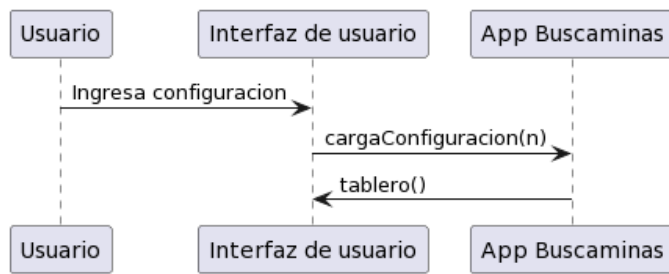 Usuario
Interfaz de usuario
App Buscaminas
Ingresa configuracion
cargaConfiguracion(n)
tablero()
Usuario
Interfaz de usuario
App Buscaminas